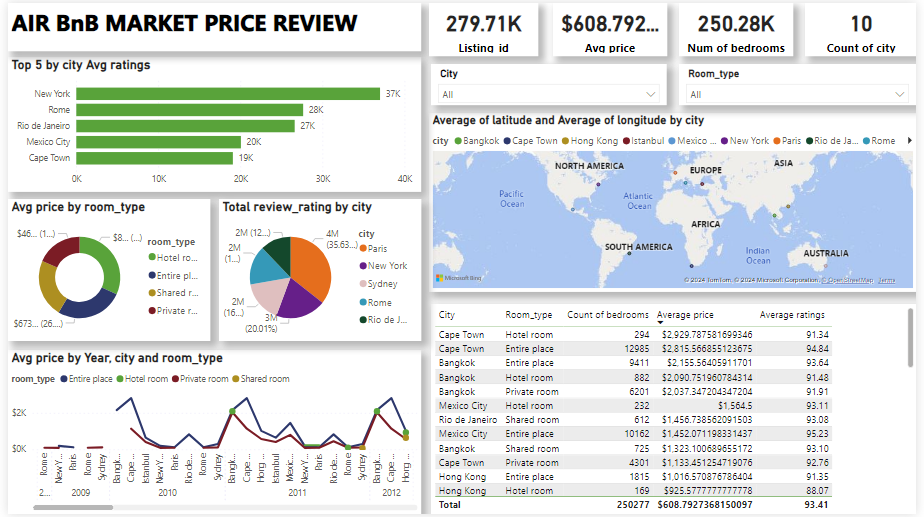 AIR BnB MARKET PRICE REVIEW
279.71K
Listing_id
$608.792...
Avg price
250.28K
Num of bedrooms
10
Count of city
City
All
Room_type
All
Top 5 by city Avg ratings
New York 37K
Rome 28K
Rio de Janeiro 27K
Mexico City 20K
Cape Town 19K
0K 10K 20K 30K 40K
Average of latitude and Average of longitude by city
city Bangkok Cape Town Hong Kong Istanbul Mexico ... New York Paris Rio de Ja... Rome
NORTH AMERICA
EUROPE
ASIA
Pacific
Ocean
Atlantic
Ocean
AFRICA
SOUTH AMERICA
Indian
Ocean
AUSTRALIA
Microsoft Bing
© 2024 TomTom, © 2024 Microsoft Corporation, © OpenStreetMap Terms
Avg price by room_type
$46... (1...)
$8... (...)
$673... (26....)
room_type
Hotel ro...
Entire pl...
Shared r...
Private r...
Total review_rating by city
2M (12....)
2M
(1...)
2M
(16...)
3M
(20.01%)
4M
(35.63...)
city
Paris
New York
Sydney
Rome
Rio de J...
Avg price by Year, city and room_type
room_type Entire place Hotel room Private room Shared room
$2K
$0K
Rome
New Y...
Paris
Rome
Sydney
Bangk...
Cape ...
Istanbul
New Y...
Paris
Rio de...
Rome
Sydney
Bangk...
Cape ...
Hong ...
Istanbul
Mexic...
New Y...
Paris
Rio de...
Rome
Sydney
Bangk...
Cape ...
Hong ...
2... 2009 2010 2011 2012
City Room_type Count of bedrooms Average price Average ratings
Cape Town Hotel room 294 $2,929.787581699346 91.34
Cape Town Entire place 12985 $2,815.566855123675 94.84
Bangkok Entire place 9411 $2,155.56405911701 93.64
Bangkok Hotel room 882 $2,090.751960784314 91.48
Bangkok Private room 6201 $2,037.347204347204 91.91
Mexico City Hotel room 232 $1,564.5 93.11
Rio de Janeiro Shared room 612 $1,456.738562091503 93.08
Mexico City Entire place 10162 $1,452.071198331437 95.23
Bangkok Shared room 725 $1,323.100689655172 93.10
Cape Town Private room 4301 $1,133.451254719076 92.76
Hong Kong Entire place 1815 $1,016.570876786404 91.35
Hong Kong Hotel room 169 $925.5777777777778 88.07
Total 250277 $608.7927368150097 93.41